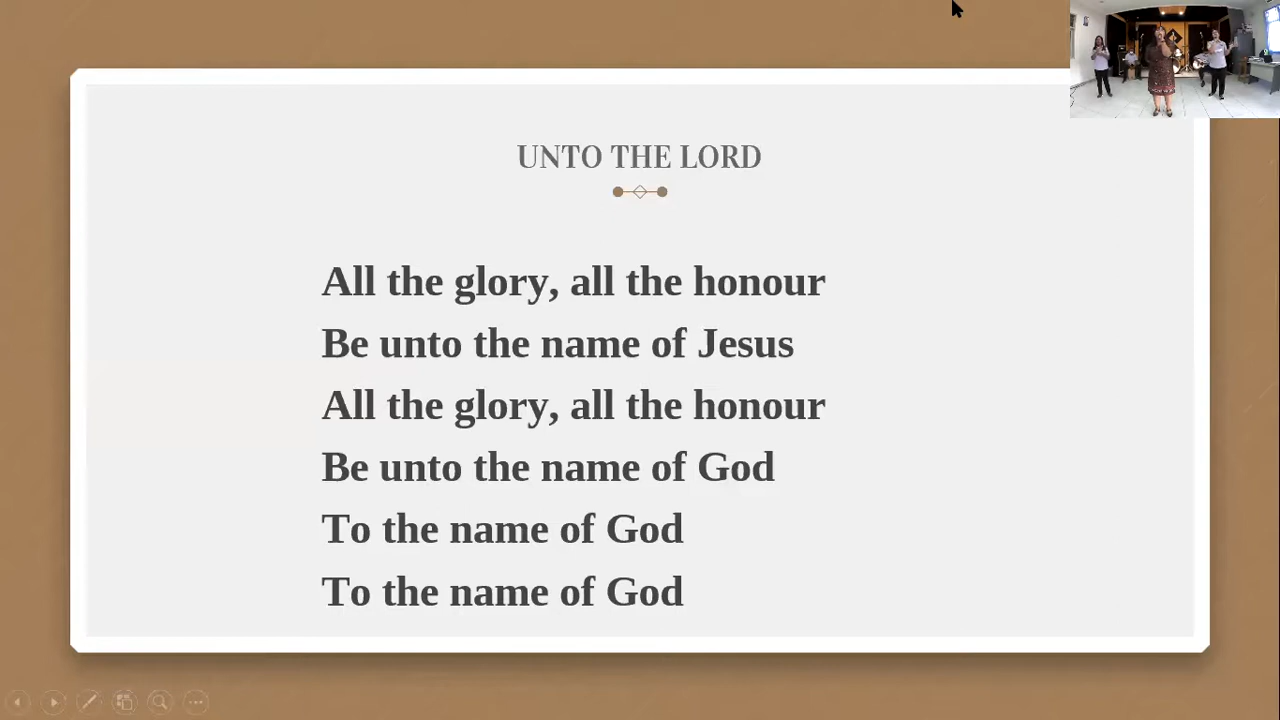 UNTO THE LORD
All the glory, all the honour
Be unto the name of Jesus
All the glory, all the honour
Be unto the name of God
To the name of God
To the name of God